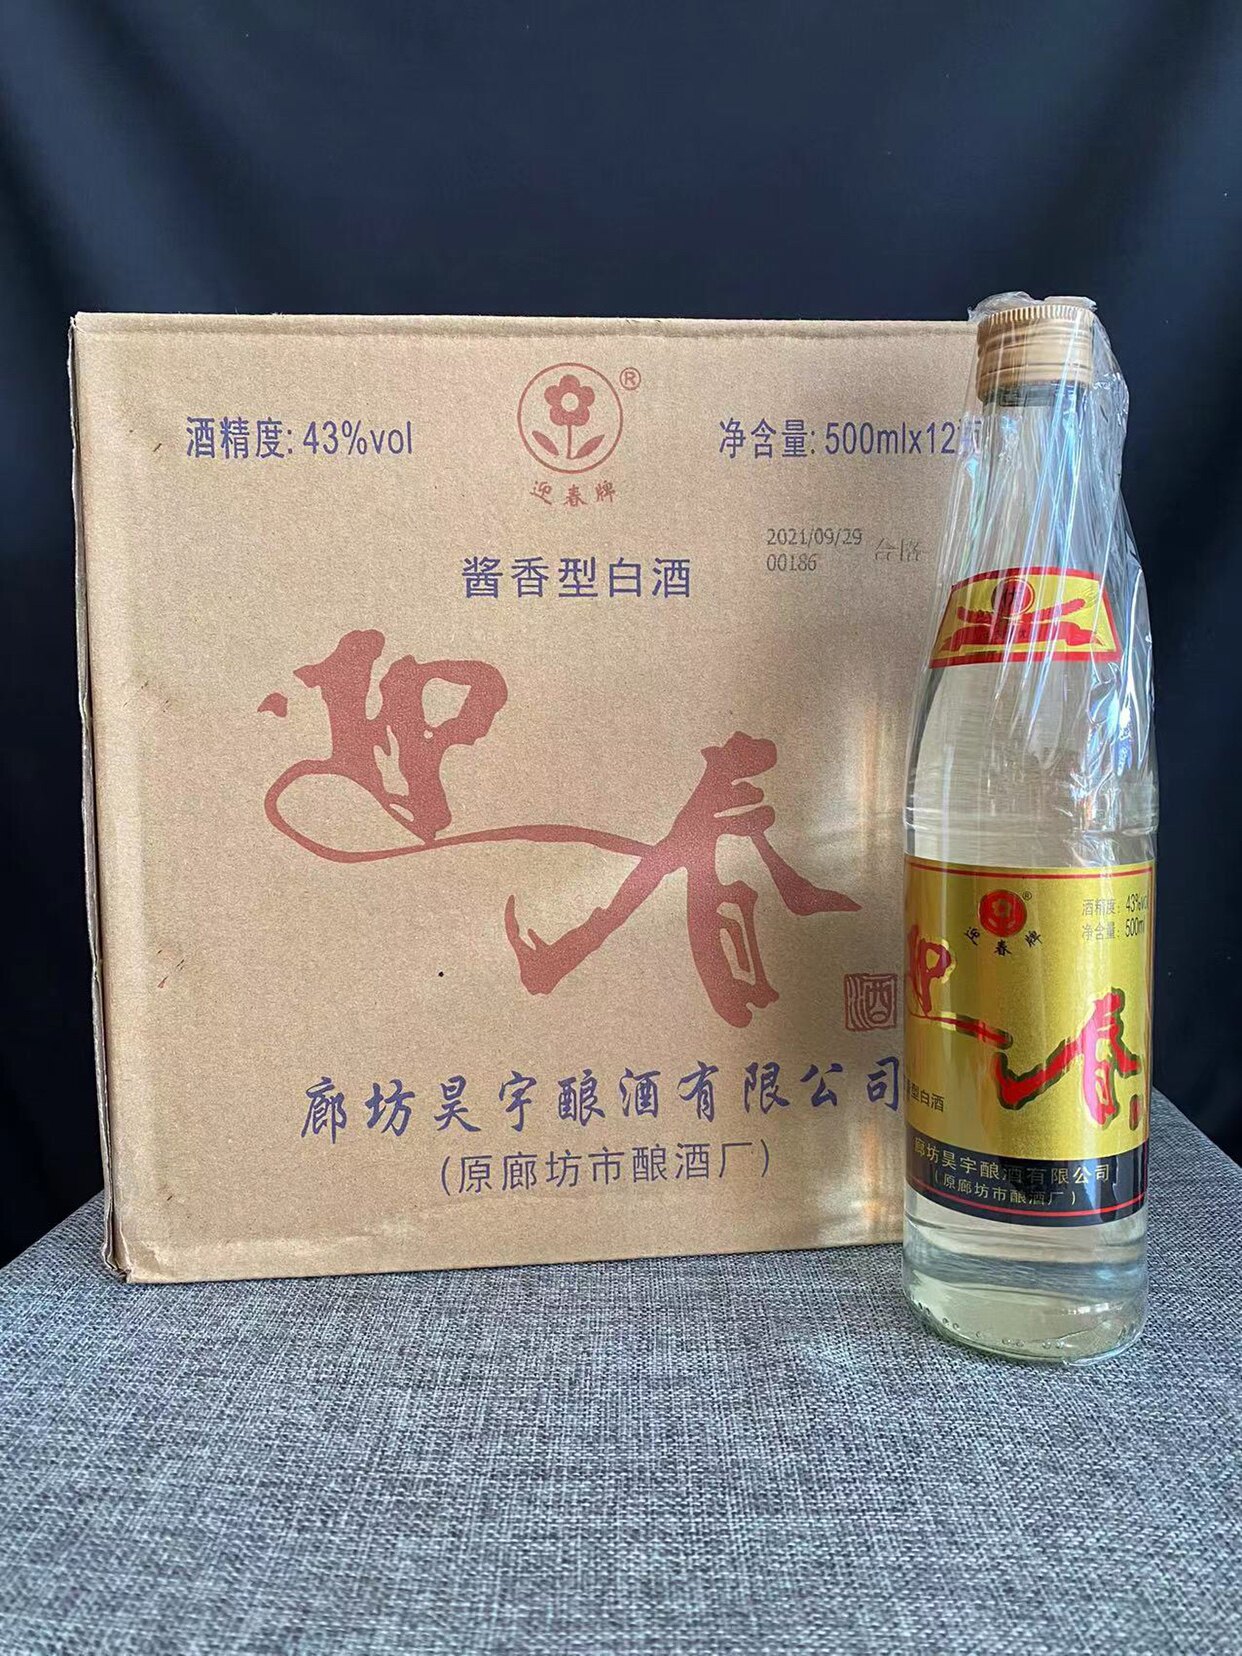 酒精度:43%vol
®
净含量:500mlx12
迎春牌
2021/09/29
00186 合格
酱香型白酒
迎春
酒
廊坊昊宇酿酒有限公司
(原廊坊市酿酒厂)
®
迎春牌
酒精度:43%vol
净含量:500ml
迎春
型白酒
廊坊昊宇酿酒有限公司
(原廊坊市酿酒厂)